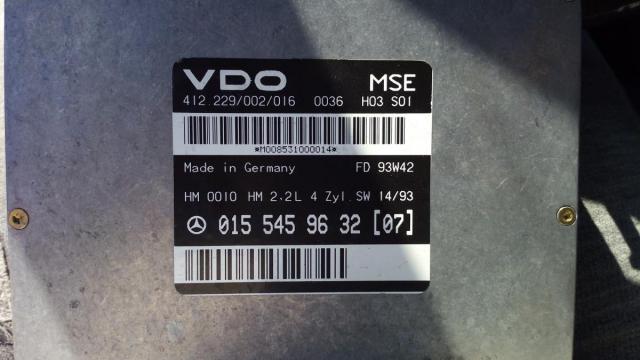 VDO MSE
412.229/002/016 0036 H03 S01
*M008531000014*
Made in Germany FD 93W42
HM 0010 HM 2.2L 4 Zyl. SW 14/93
015 545 96 32 [07]